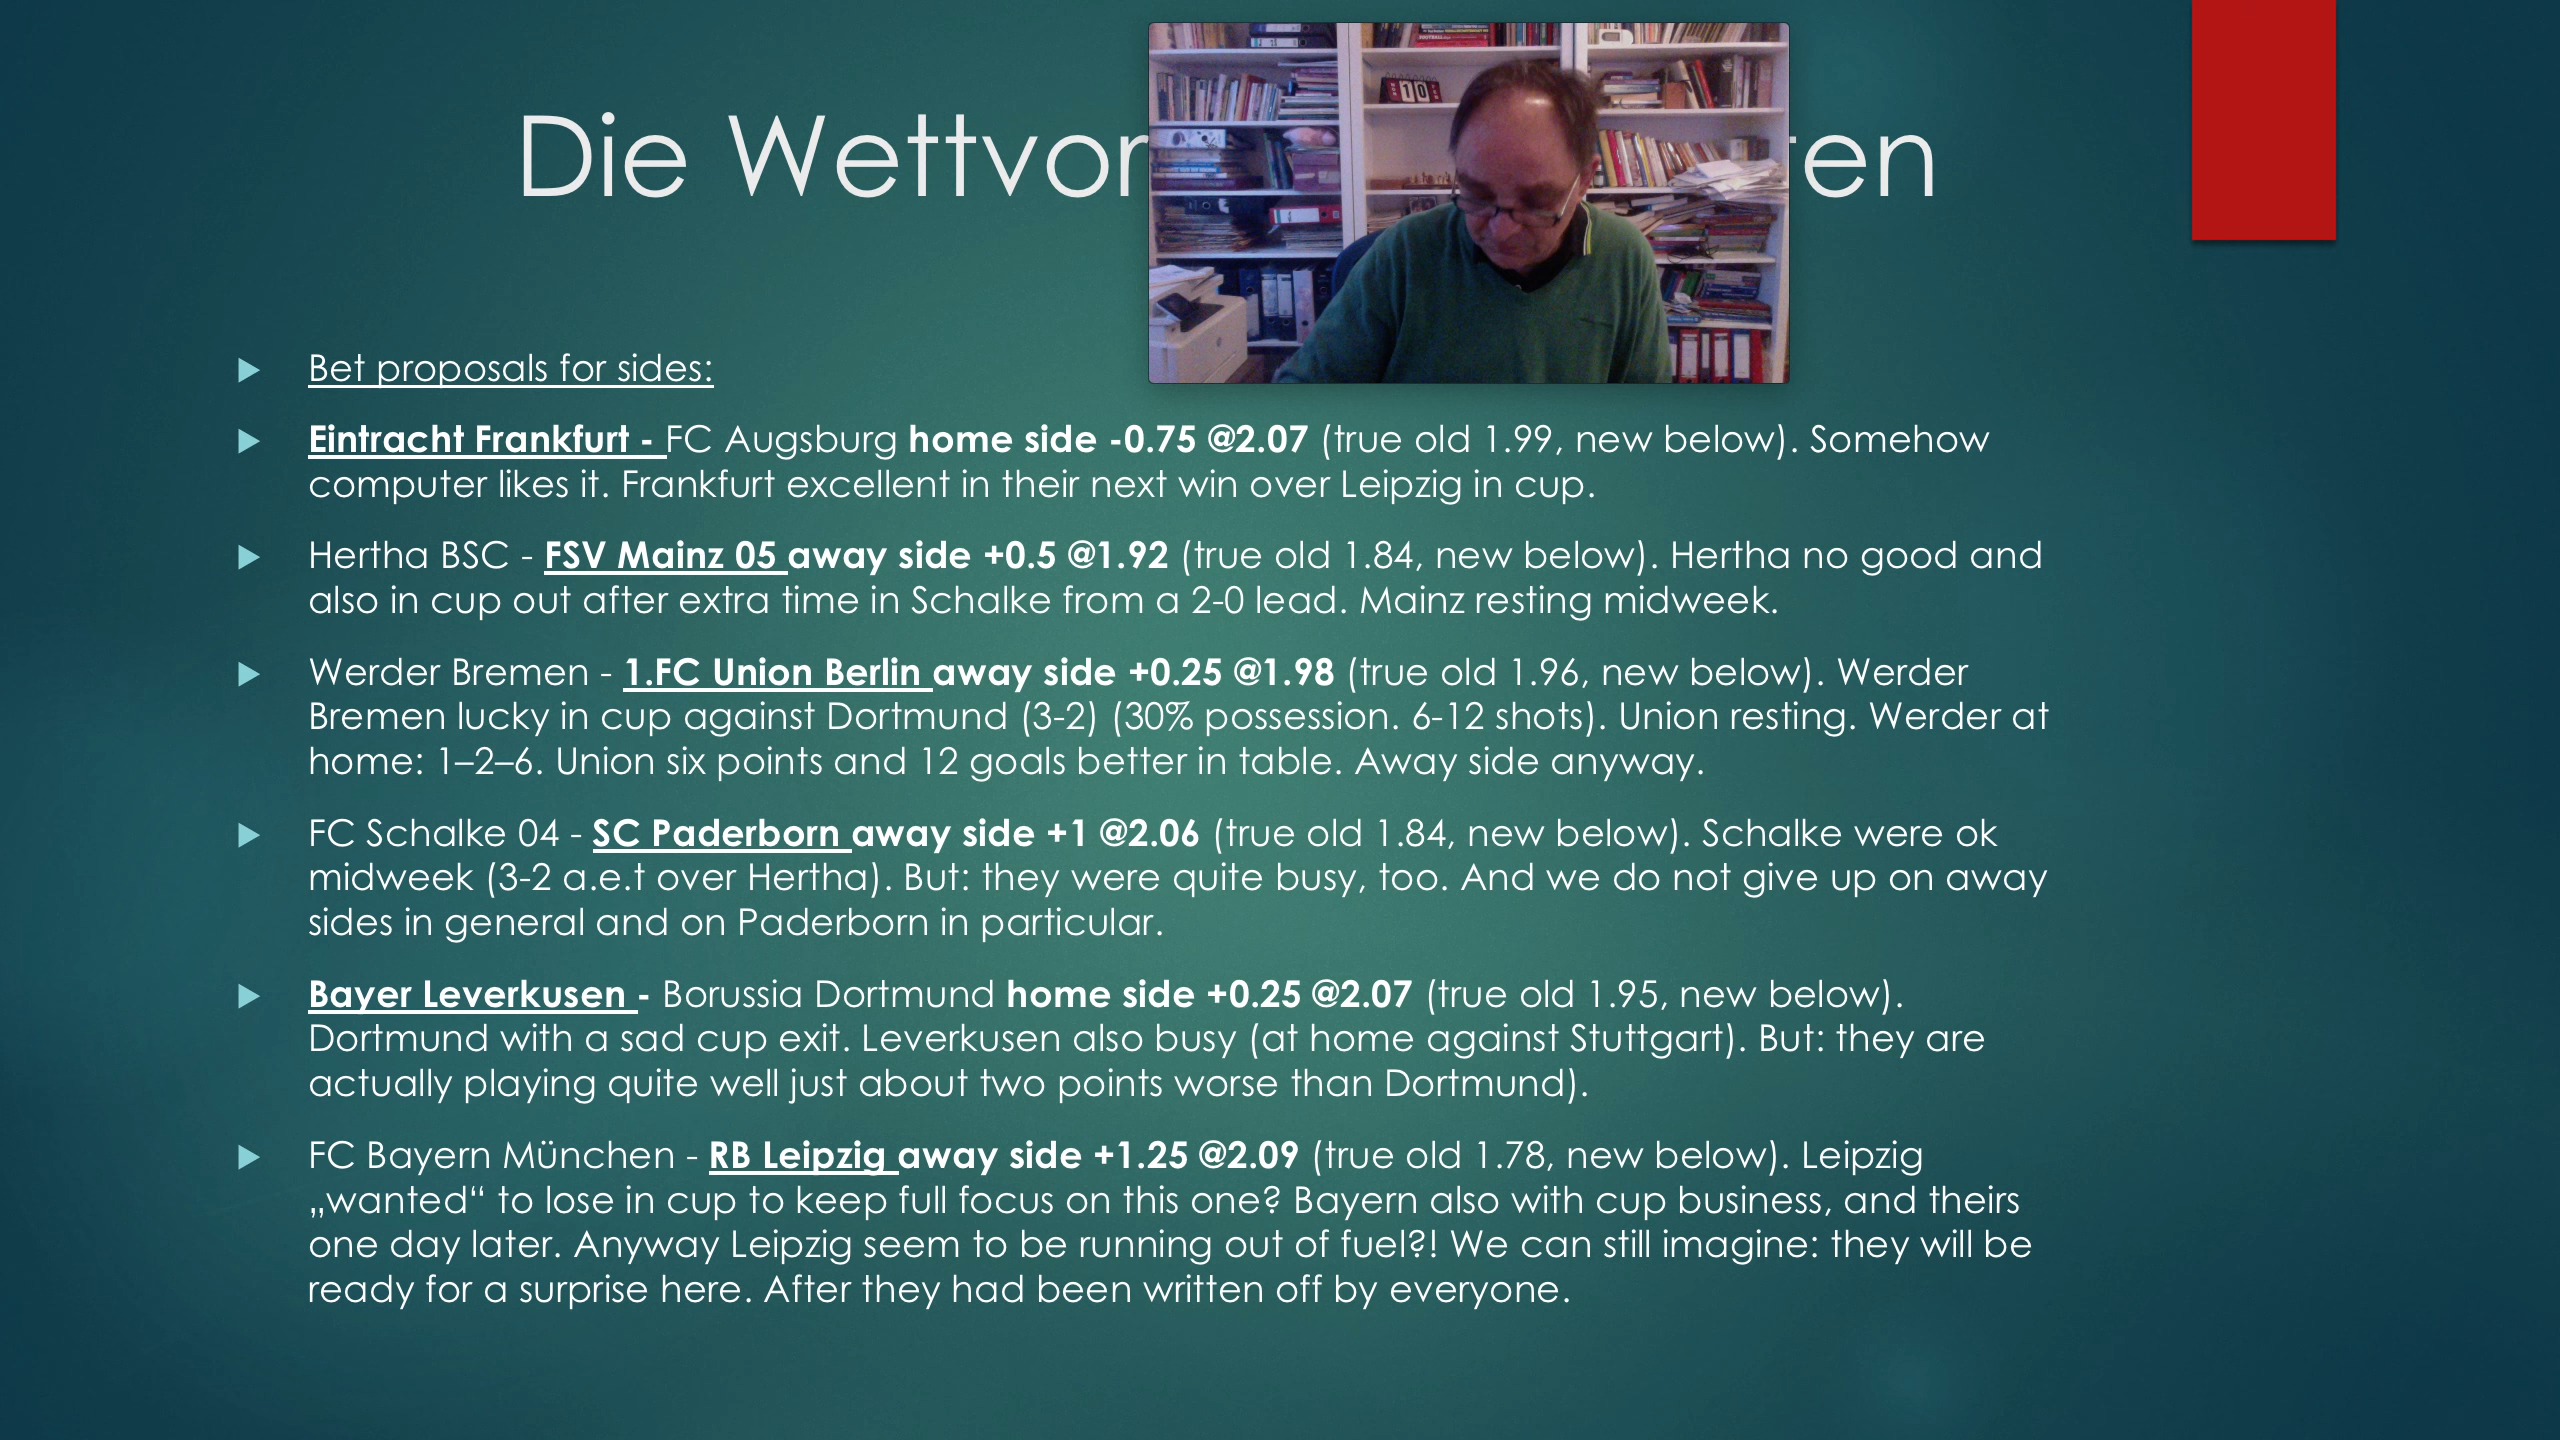 Die Wettvor en
Bet proposals for sides:
Eintracht Frankfurt - FC Augsburg home side -0.75 @2.07 (true old 1.99, new below). Somehow
computer likes it. Frankfurt excellent in their next win over Leipzig in cup.
Hertha BSC - FSV Mainz 05 away side +0.5 @1.92 (true old 1.84, new below). Hertha no good and
also in cup out after extra time in Schalke from a 2-0 lead. Mainz resting midweek.
Werder Bremen - 1.FC Union Berlin away side +0.25 @1.98 (true old 1.96, new below). Werder
Bremen lucky in cup against Dortmund (3-2) (30% possession. 6-12 shots). Union resting. Werder at
home: 1–2–6. Union six points and 12 goals better in table. Away side anyway.
FC Schalke 04 - SC Paderborn away side +1 @2.06 (true old 1.84, new below). Schalke were ok
midweek (3-2 a.e.t over Hertha). But: they were quite busy, too. And we do not give up on away
sides in general and on Paderborn in particular.
Bayer Leverkusen - Borussia Dortmund home side +0.25 @2.07 (true old 1.95, new below).
Dortmund with a sad cup exit. Leverkusen also busy (at home against Stuttgart). But: they are
actually playing quite well just about two points worse than Dortmund).
FC Bayern München - RB Leipzig away side +1.25 @2.09 (true old 1.78, new below). Leipzig
„wanted“ to lose in cup to keep full focus on this one? Bayern also with cup business, and theirs
one day later. Anyway Leipzig seem to be running out of fuel?! We can still imagine: they will be
ready for a surprise here. After they had been written off by everyone.